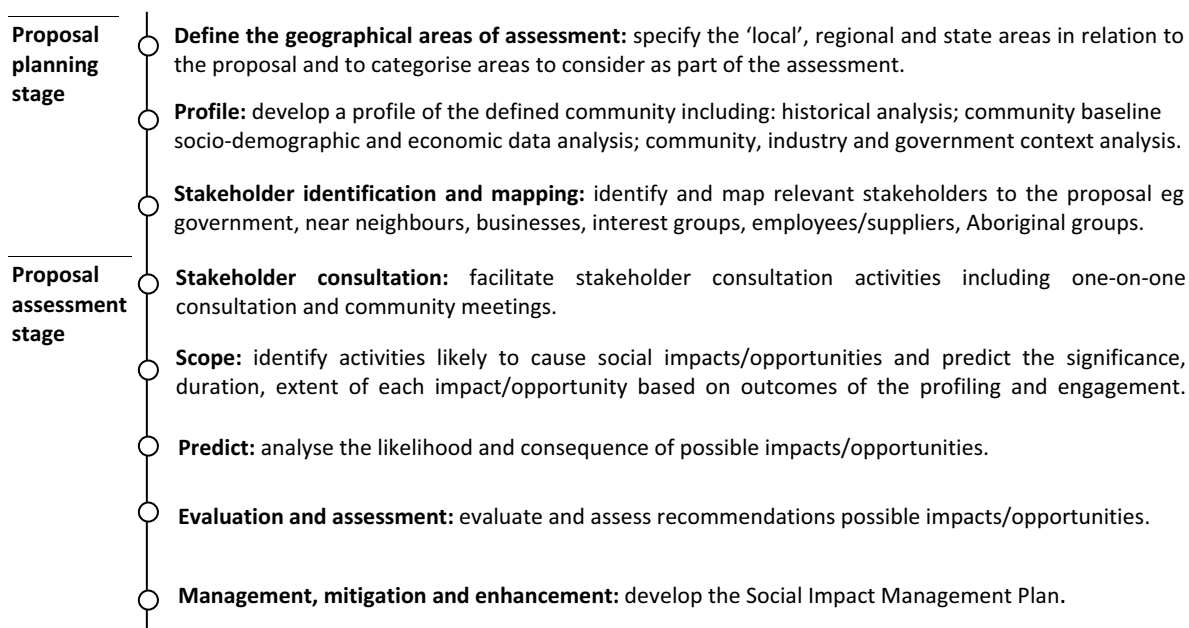 Proposal
planning
stage
Define the geographical areas of assessment: specify the ‘local’, regional and state areas in relation to
the proposal and to categorise areas to consider as part of the assessment.
Profile: develop a profile of the defined community including: historical analysis; community baseline
socio-demographic and economic data analysis; community, industry and government context analysis.
Stakeholder identification and mapping: identify and map relevant stakeholders to the proposal eg
government, near neighbours, businesses, interest groups, employees/suppliers, Aboriginal groups.
Proposal
assessment
stage
Stakeholder consultation: facilitate stakeholder consultation activities including one-on-one
consultation and community meetings.
Scope: identify activities likely to cause social impacts/opportunities and predict the significance,
duration, extent of each impact/opportunity based on outcomes of the profiling and engagement.
Predict: analyse the likelihood and consequence of possible impacts/opportunities.
Evaluation and assessment: evaluate and assess recommendations possible impacts/opportunities.
Management, mitigation and enhancement: develop the Social Impact Management Plan.